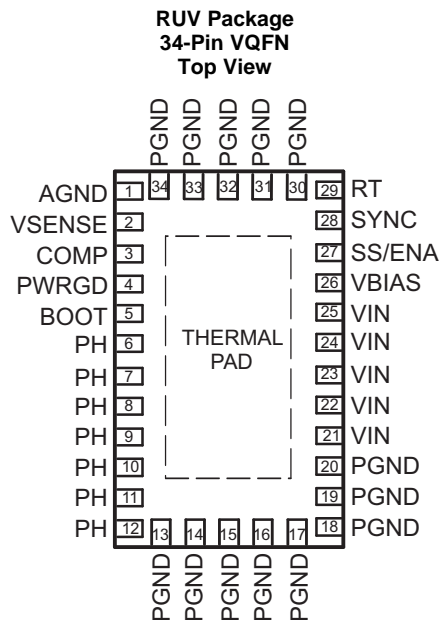 RUV Package
34-Pin VQFN
Top View
PGND PGND PGND PGND PGND
34 33 32 31 30
AGND 1
VSENSE 2
COMP 3
PWRGD 4
BOOT 5
PH 6
PH 7
PH 8
PH 9
PH 10
PH 11
PH 12
THERMAL
PAD
29 RT
28 SYNC
27 SS/ENA
26 VBIAS
25 VIN
24 VIN
23 VIN
22 VIN
21 VIN
20 PGND
19 PGND
18 PGND
13 14 15 16 17
PGND PGND PGND PGND PGND